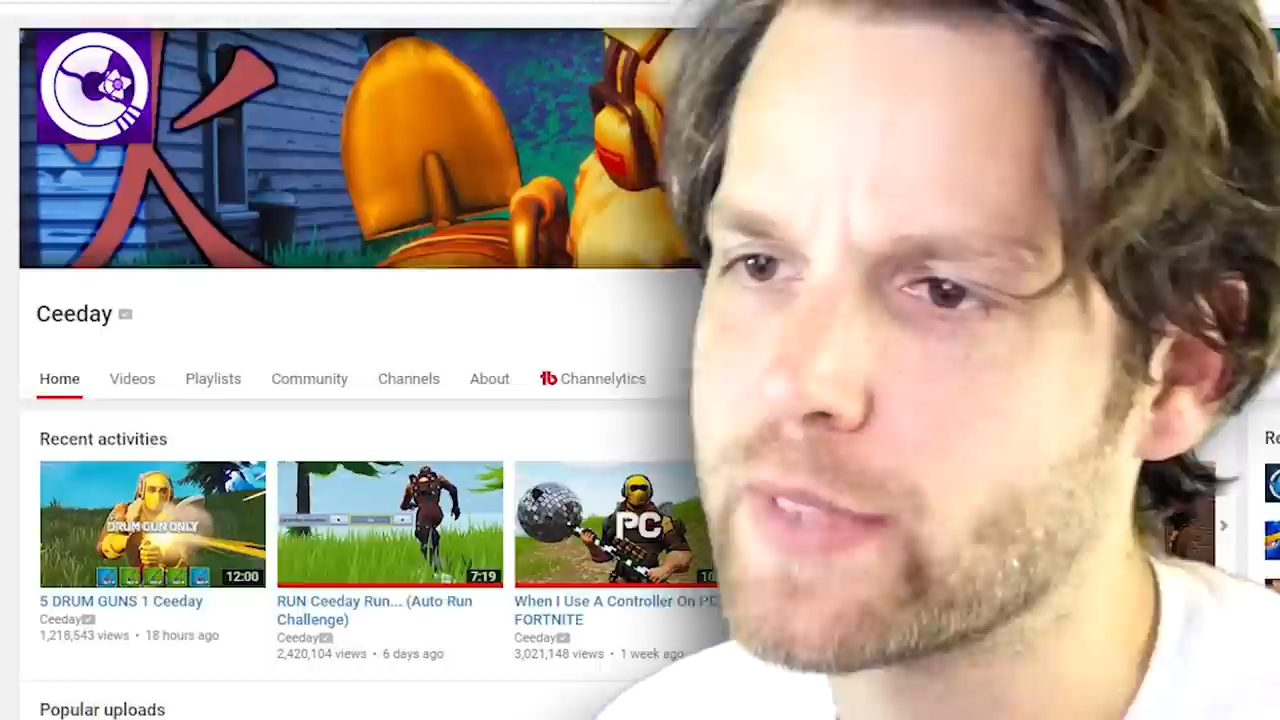 火
Ceeday
Home Videos Playlists Community Channels About Channelytics
Recent activities
DRUM GUN ONLY
12:00
7:19
PC
10
5 DRUM GUNS 1 Ceeday
Ceeday
1,218,543 views • 18 hours ago
RUN Ceeday Run... (Auto Run
Challenge)
Ceeday
2,420,104 views • 6 days ago
When I Use A Controller On PC
FORTNITE
Ceeday
3,021,148 views • 1 week ago
Popular uploads